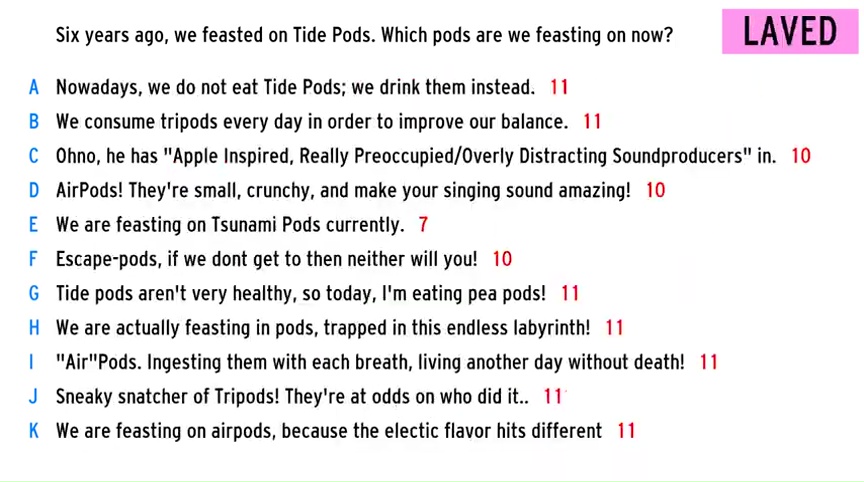 Six years ago, we feasted on Tide Pods. Which pods are we feasting on now?
LAVED
A Nowadays, we do not eat Tide Pods; we drink them instead. 11
B We consume tripods every day in order to improve our balance. 11
C Ohno, he has "Apple Inspired, Really Preoccupied/Overly Distracting Soundproducers" in. 10
D AirPods! They're small, crunchy, and make your singing sound amazing! 10
E We are feasting on Tsunami Pods currently. 7
F Escape-pods, if we dont get to then neither will you! 10
G Tide pods aren't very healthy, so today, I'm eating pea pods! 11
H We are actually feasting in pods, trapped in this endless labyrinth! 11
I "Air"Pods. Ingesting them with each breath, living another day without death! 11
J Sneaky snatcher of Tripods! They're at odds on who did it.. 11
K We are feasting on airpods, because the electic flavor hits different 11